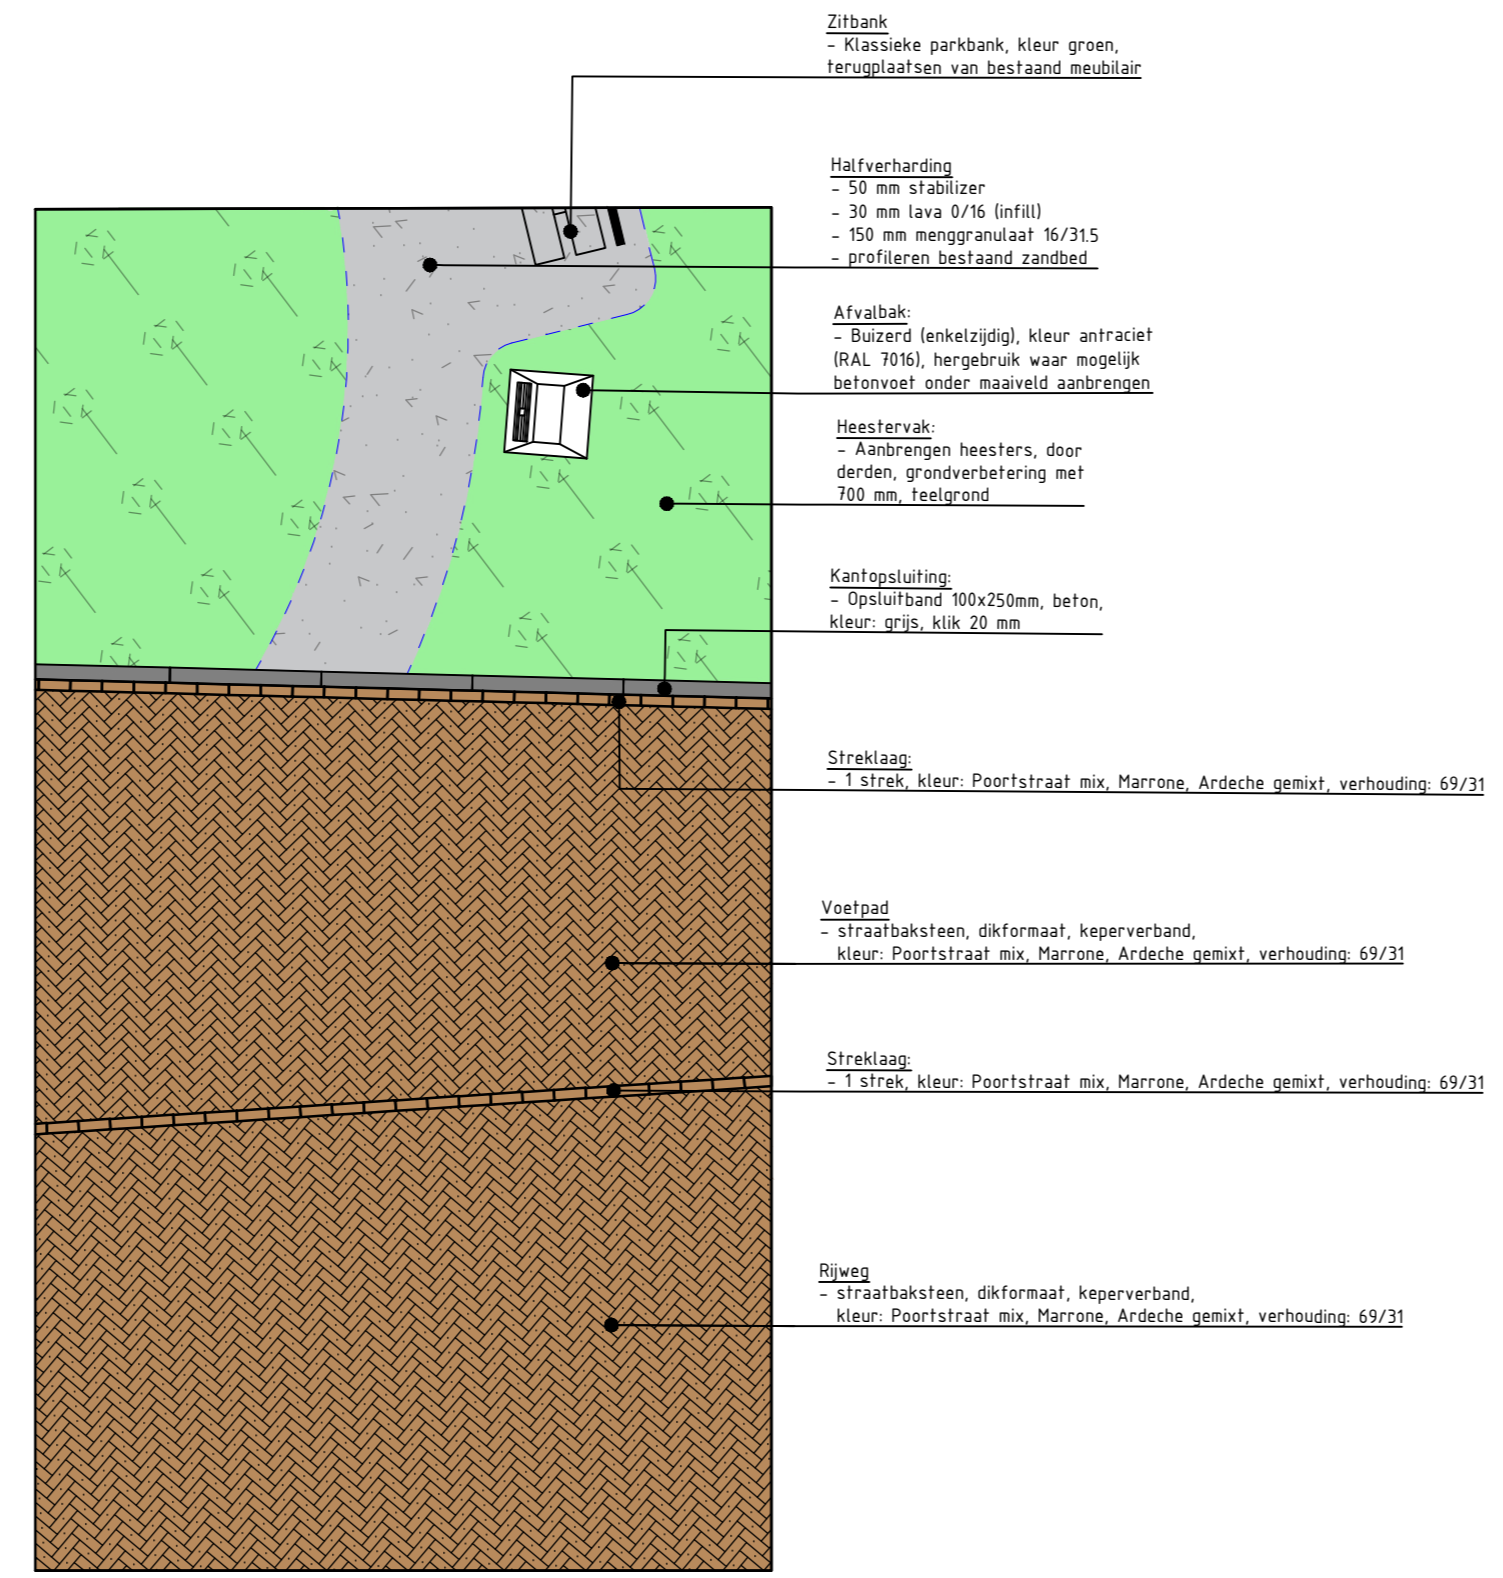 Zitbank
- Klassieke parkbank, kleur groen,
terugplaatsen van bestaand meubilair
Halfverharding
- 50 mm stabilizer
- 30 mm lava 0/16 (infill)
- 150 mm menggranulaat 16/31.5
- profileren bestaand zandbed
Afvalbak:
- Buizerd (enkelzijdig), kleur antraciet
(RAL 7016), hergebruik waar mogelijk
betonvoet onder maaiveld aanbrengen
Heestervak:
- Aanbrengen heesters, door
derden, grondverbetering met
700 mm, teelgrond
Kantopsluiting:
- Opsluitband 100x250mm, beton,
kleur: grijs, klik 20 mm
Streklaag:
- 1 strek, kleur: Poortstraat mix, Marrone, Ardeche gemixt, verhouding: 69/31
Voetpad
- straatbaksteen, dikformaat, keperverband,
kleur: Poortstraat mix, Marrone, Ardeche gemixt, verhouding: 69/31
Streklaag:
- 1 strek, kleur: Poortstraat mix, Marrone, Ardeche gemixt, verhouding: 69/31
Rijweg
- straatbaksteen, dikformaat, keperverband,
kleur: Poortstraat mix, Marrone, Ardeche gemixt, verhouding: 69/31